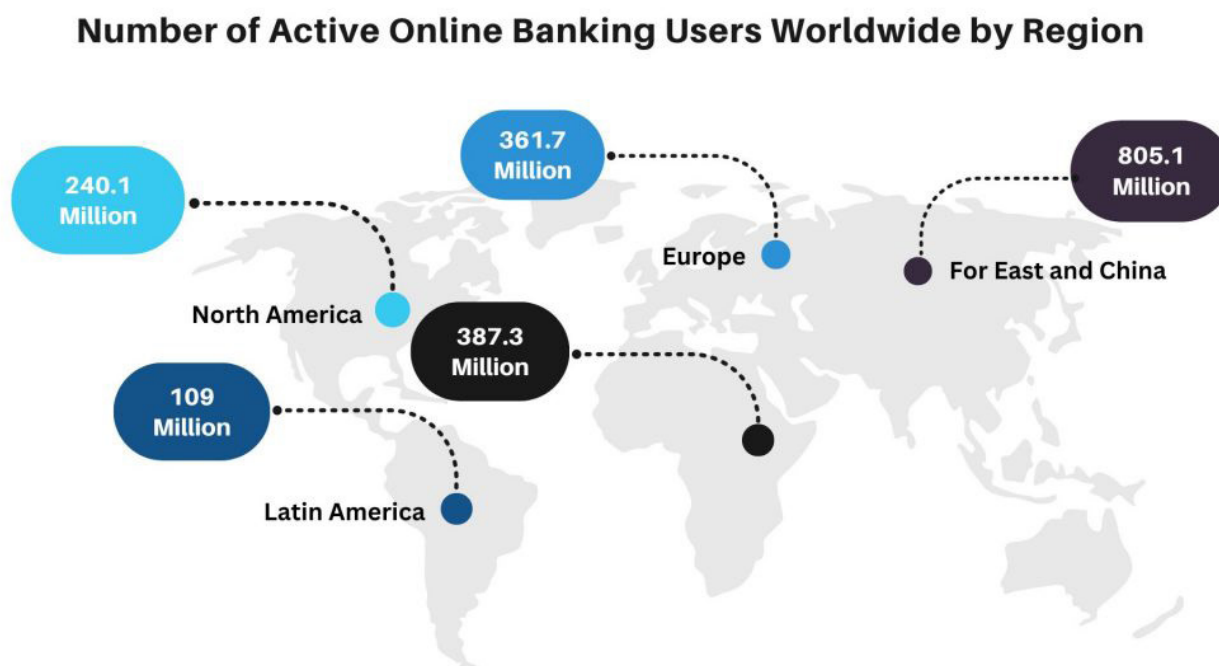 Number of Active Online Banking Users Worldwide by Region
361.7
Million
805.1
Million
240.1
Million
Europe
For East and China
North America
387.3
Million
109
Million
Latin America